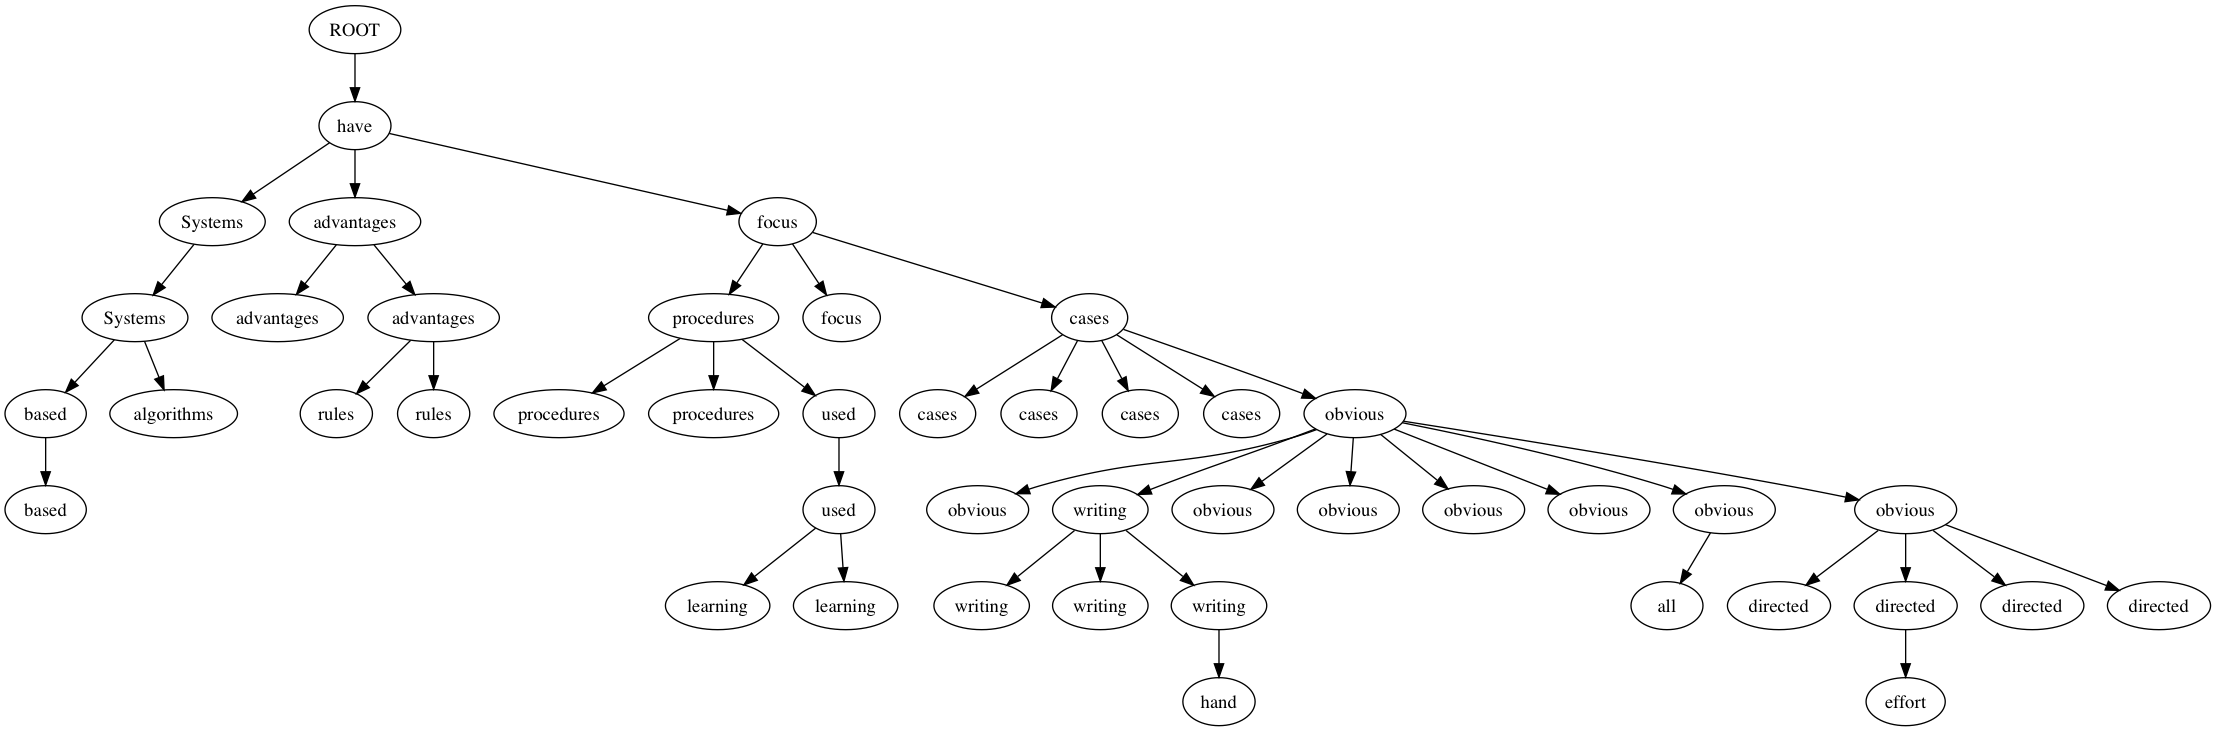 ROOT
have
Systems advantages focus
Systems advantages advantages procedures focus cases
based algorithms rules rules procedures procedures used cases cases cases cases obvious
based used obvious writing obvious obvious obvious obvious obvious obvious
learning learning writing writing writing all directed directed directed directed
hand effort